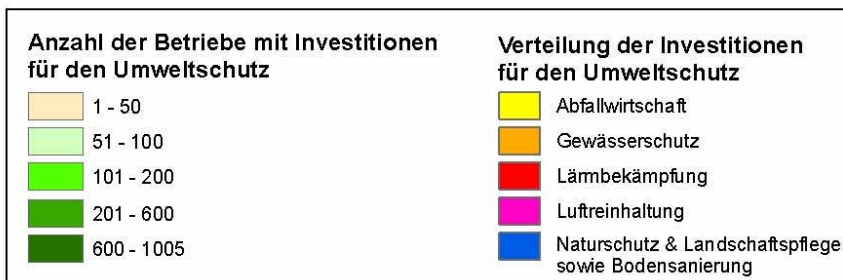 Anzahl der Betriebe mit Investitionen
für den Umweltschutz
1 - 50
51 - 100
101 - 200
201 - 600
600 - 1005
Verteilung der Investitionen
für den Umweltschutz
Abfallwirtschaft
Gewässerschutz
Lärmbekämpfung
Luftreinhaltung
Naturschutz & Landschaftspflege
sowie Bodensanierung